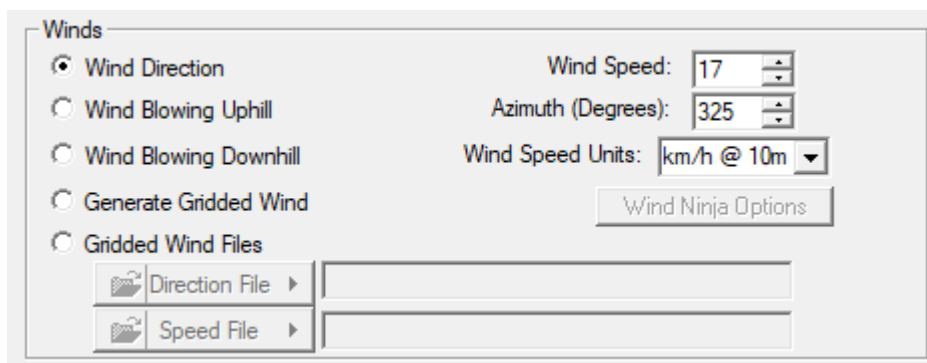 Winds
Wind Direction Wind Speed: 17
Wind Blowing Uphill Azimuth (Degrees): 325
Wind Blowing Downhill Wind Speed Units: km/h @ 10m
Generate Gridded Wind Wind Ninja Options
Gridded Wind Files
Direction File
Speed File